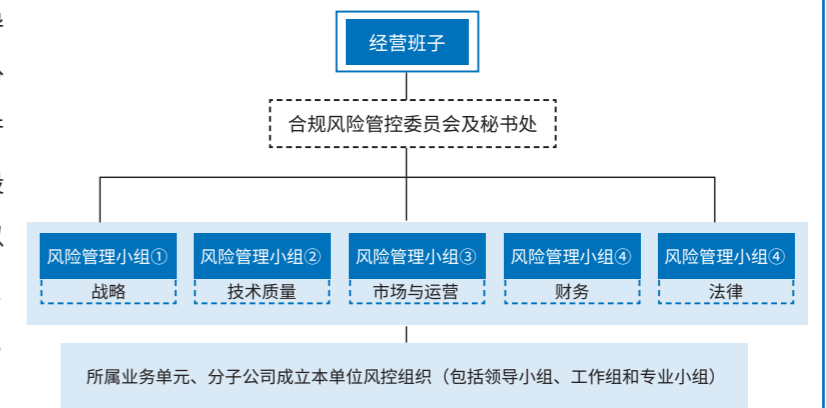 经营班子
合规风险管控委员会及秘书处
风险管理小组① 风险管理小组② 风险管理小组③ 风险管理小组④ 风险管理小组④
战略 技术质量 市场与运营 财务 法律
所属业务单元、分子公司成立本单位风控组织（包括领导小组、工作组和专业小组）